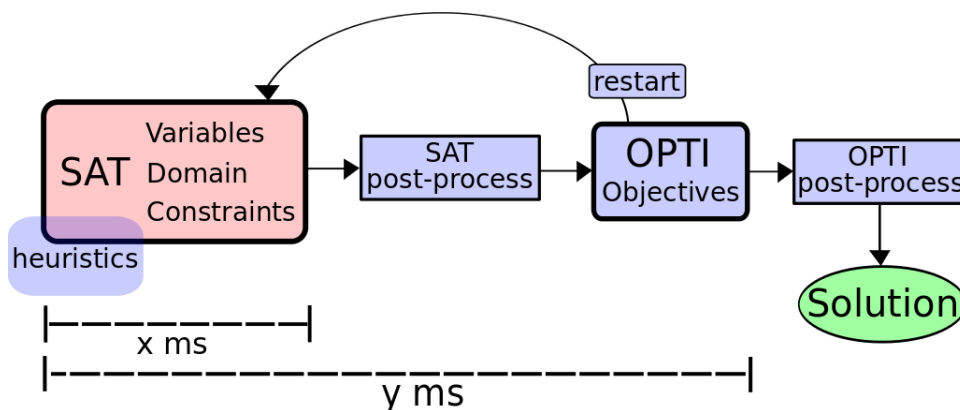 restart
SAT
Variables
Domain
Constraints
heuristics
SAT
post-process
OPTI
Objectives
OPTI
post-process
Solution
x ms
y ms